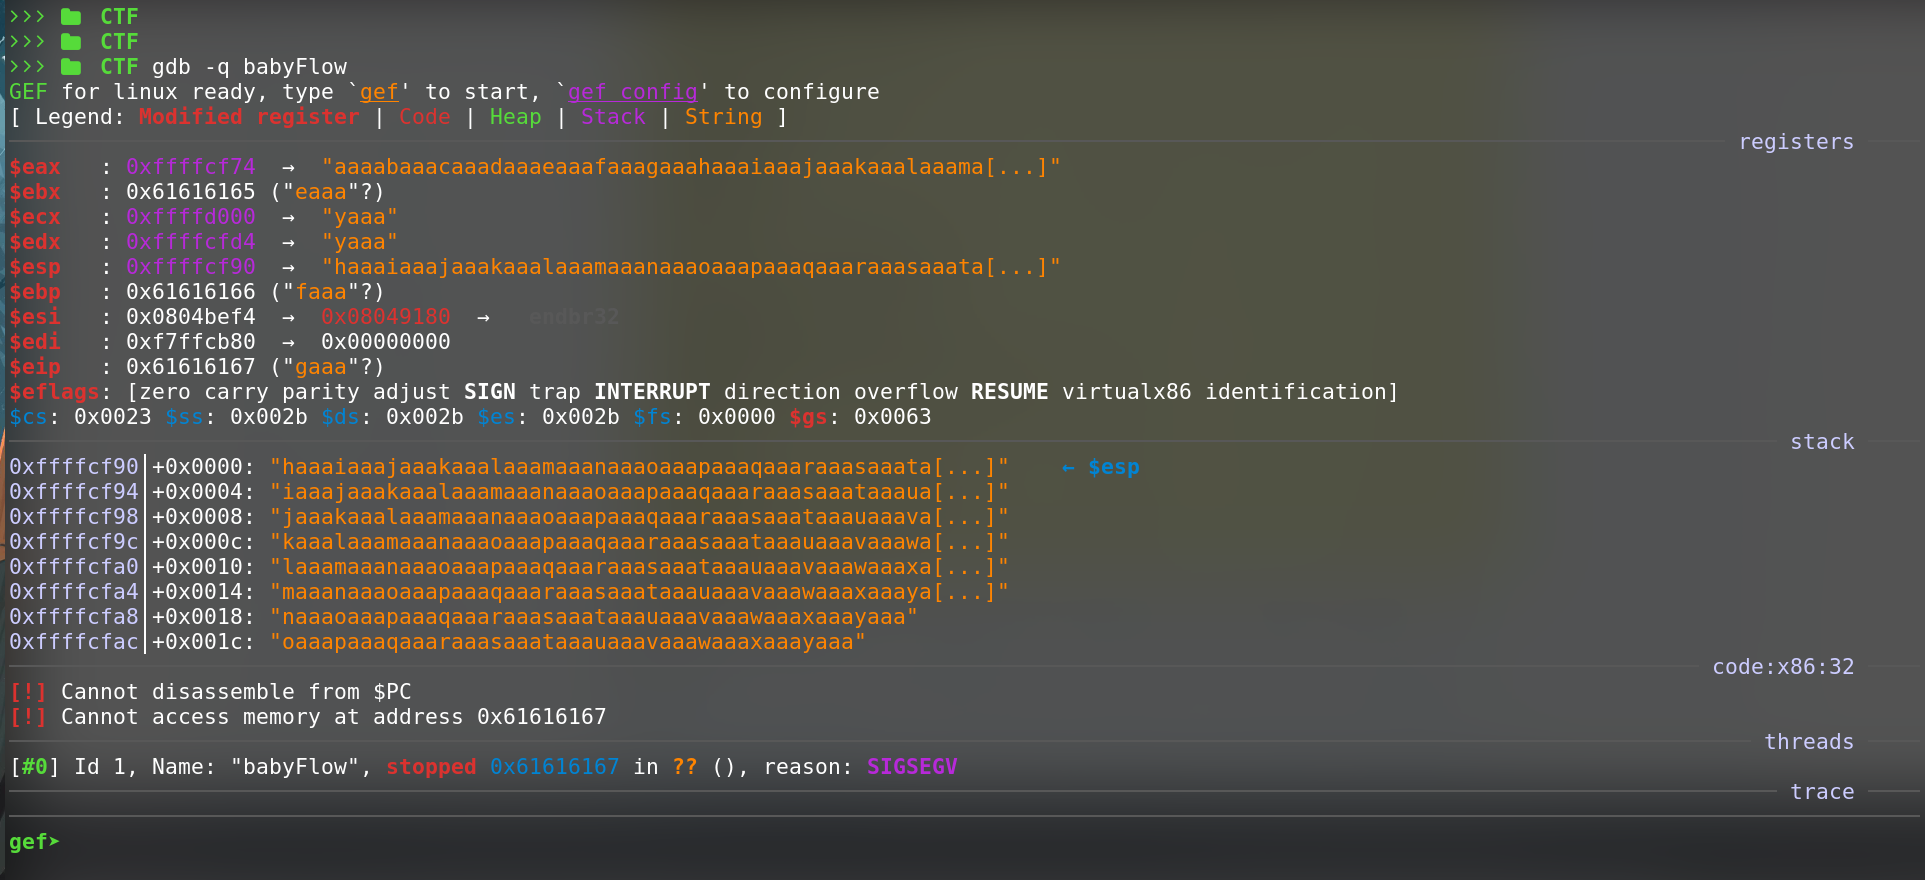 >>> CTF
>>> CTF
>>> CTF gdb -q babyFlow
GEF for linux ready, type `gef' to start, `gef config' to configure
[ Legend: Modified register | Code | Heap | Stack | String ]
registers
$eax   : 0xffffcf74  →  "aaaabaaacaaadaaaeaaafaaagaaahaaaiaaajaaakaaalaaama[...]"
$ebx   : 0x61616165 ("eaaa"?)
$ecx   : 0xffffd000  →  "yaaa"
$edx   : 0xffffcfd4  →  "yaaa"
$esp   : 0xffffcf90  →  "haaaiaaajaaakaaalaaamaaanaaaoaaapaaaqaaaraaasaaata[...]"
$ebp   : 0x61616166 ("faaa"?)
$esi   : 0x0804bef4  →  0x08049180  →   endbr32
$edi   : 0xf7ffcb80  →  0x00000000
$eip   : 0x61616167 ("gaaa"?)
$eflags: [zero carry parity adjust SIGN trap INTERRUPT direction overflow RESUME virtualx86 identification]
$cs: 0x0023 $ss: 0x002b $ds: 0x002b $es: 0x002b $fs: 0x0000 $gs: 0x0063
stack
0xffffcf90│+0x0000: "haaaiaaajaaakaaalaaamaaanaaaoaaapaaaqaaaraaasaaata[...]"    ← $esp
0xffffcf94│+0x0004: "iaaajaaakaaalaaamaaanaaaoaaapaaaqaaaraaasaaataaaua[...]"
0xffffcf98│+0x0008: "jaaakaaalaaamaaanaaaoaaapaaaqaaaraaasaaataaauaaava[...]"
0xffffcf9c│+0x000c: "kaaalaaamaaanaaaoaaapaaaqaaaraaasaaataaauaaavaaawa[...]"
0xffffcfa0│+0x0010: "laaamaaanaaaoaaapaaaqaaaraaasaaataaauaaavaaawaaaxa[...]"
0xffffcfa4│+0x0014: "maaanaaaoaaapaaaqaaaraaasaaataaauaaavaaawaaaxaaaya[...]"
0xffffcfa8│+0x0018: "naaaoaaapaaaqaaaraaasaaataaauaaavaaawaaaxaaayaaa"
0xffffcfac│+0x001c: "oaaapaaaqaaaraaasaaataaauaaavaaawaaaxaaayaaa"
code:x86:32
[!] Cannot disassemble from $PC
[!] Cannot access memory at address 0x61616167
threads
[#0] Id 1, Name: "babyFlow", stopped 0x61616167 in ?? (), reason: SIGSEGV
trace
gef➤